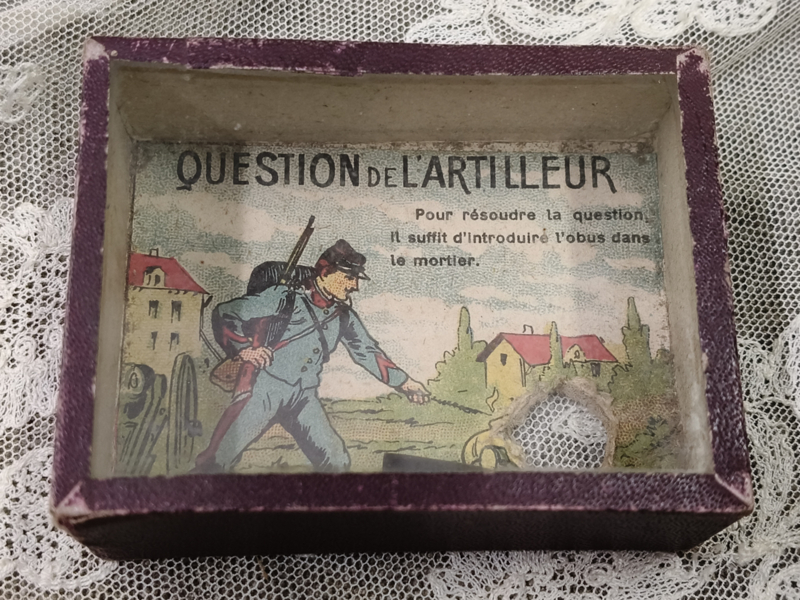 QUESTION DE L'ARTILLEUR
Pour résoudre la question,
il suffit d'introduire l'obus dans
le mortier.